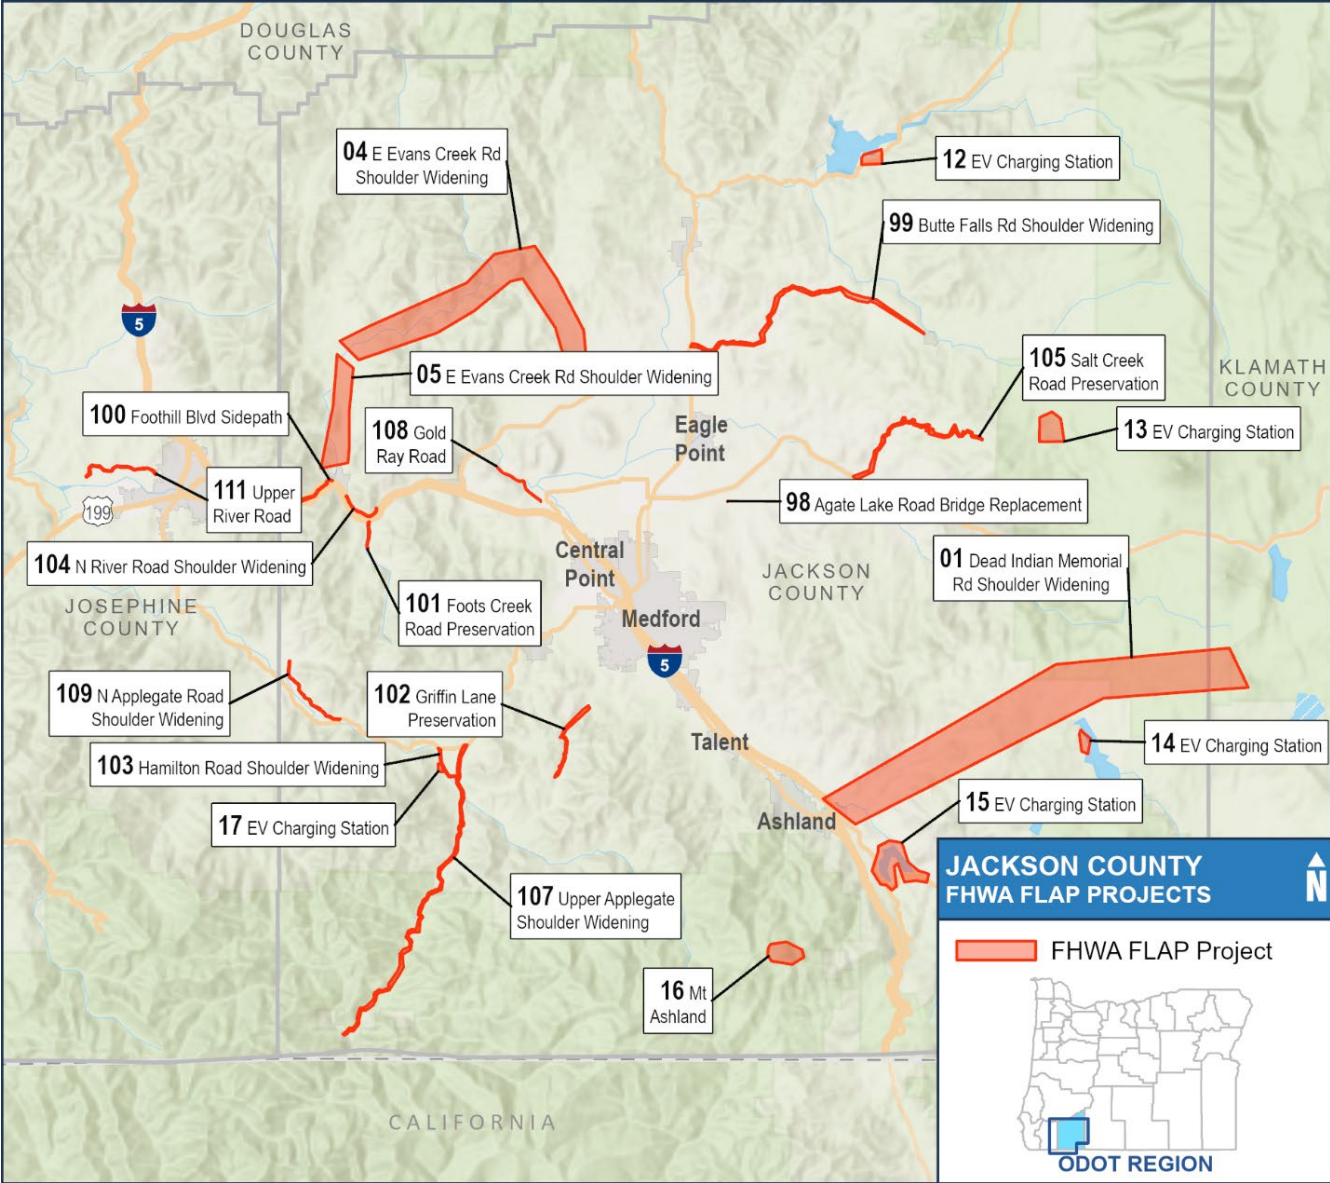 DOUGLAS
COUNTY
04 E Evans Creek Rd
Shoulder Widening
12 EV Charging Station
99 Butte Falls Rd Shoulder Widening
5
105 Salt Creek
Road Preservation
KLAMATH
COUNTY
05 E Evans Creek Rd Shoulder Widening
100 Foothill Blvd Sidepath
108 Gold
Ray Road
Eagle
Point
13 EV Charging Station
111 Upper
River Road
199
98 Agate Lake Road Bridge Replacement
104 N River Road Shoulder Widening
Central
Point
01 Dead Indian Memorial
Rd Shoulder Widening
JACKSON
COUNTY
JOSEPHINE
COUNTY
101 Foots Creek
Road Preservation
Medford
5
109 N Applegate Road
Shoulder Widening
102 Griffin Lane
Preservation
Talent
14 EV Charging Station
103 Hamilton Road Shoulder Widening
17 EV Charging Station
15 EV Charging Station
Ashland
107 Upper Applegate
Shoulder Widening
16 Mt
Ashland
CALIFORNIA
JACKSON COUNTY
FHWA FLAP PROJECTS
N
FHWA FLAP Project
ODOT REGION